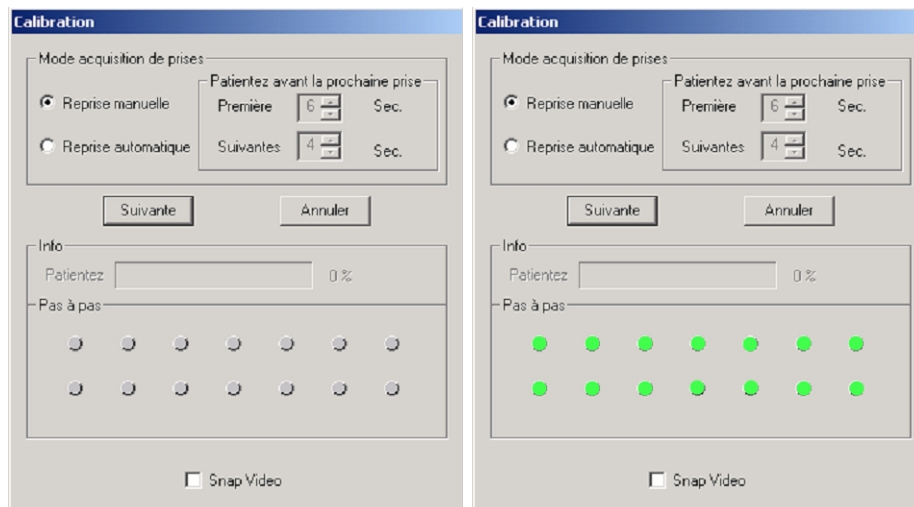 Calibration
Mode acquisition de prises
Patientez avant la prochaine prise
Reprise manuelle
Première 6 Sec.
Reprise automatique
Suivantes 4 Sec.
Suivante Annuler
Info
Patientez 0 %
Pas à pas
Snap Video
Calibration
Mode acquisition de prises
Patientez avant la prochaine prise
Reprise manuelle
Première 6 Sec.
Reprise automatique
Suivantes 4 Sec.
Suivante Annuler
Info
Patientez 0 %
Pas à pas
Snap Video